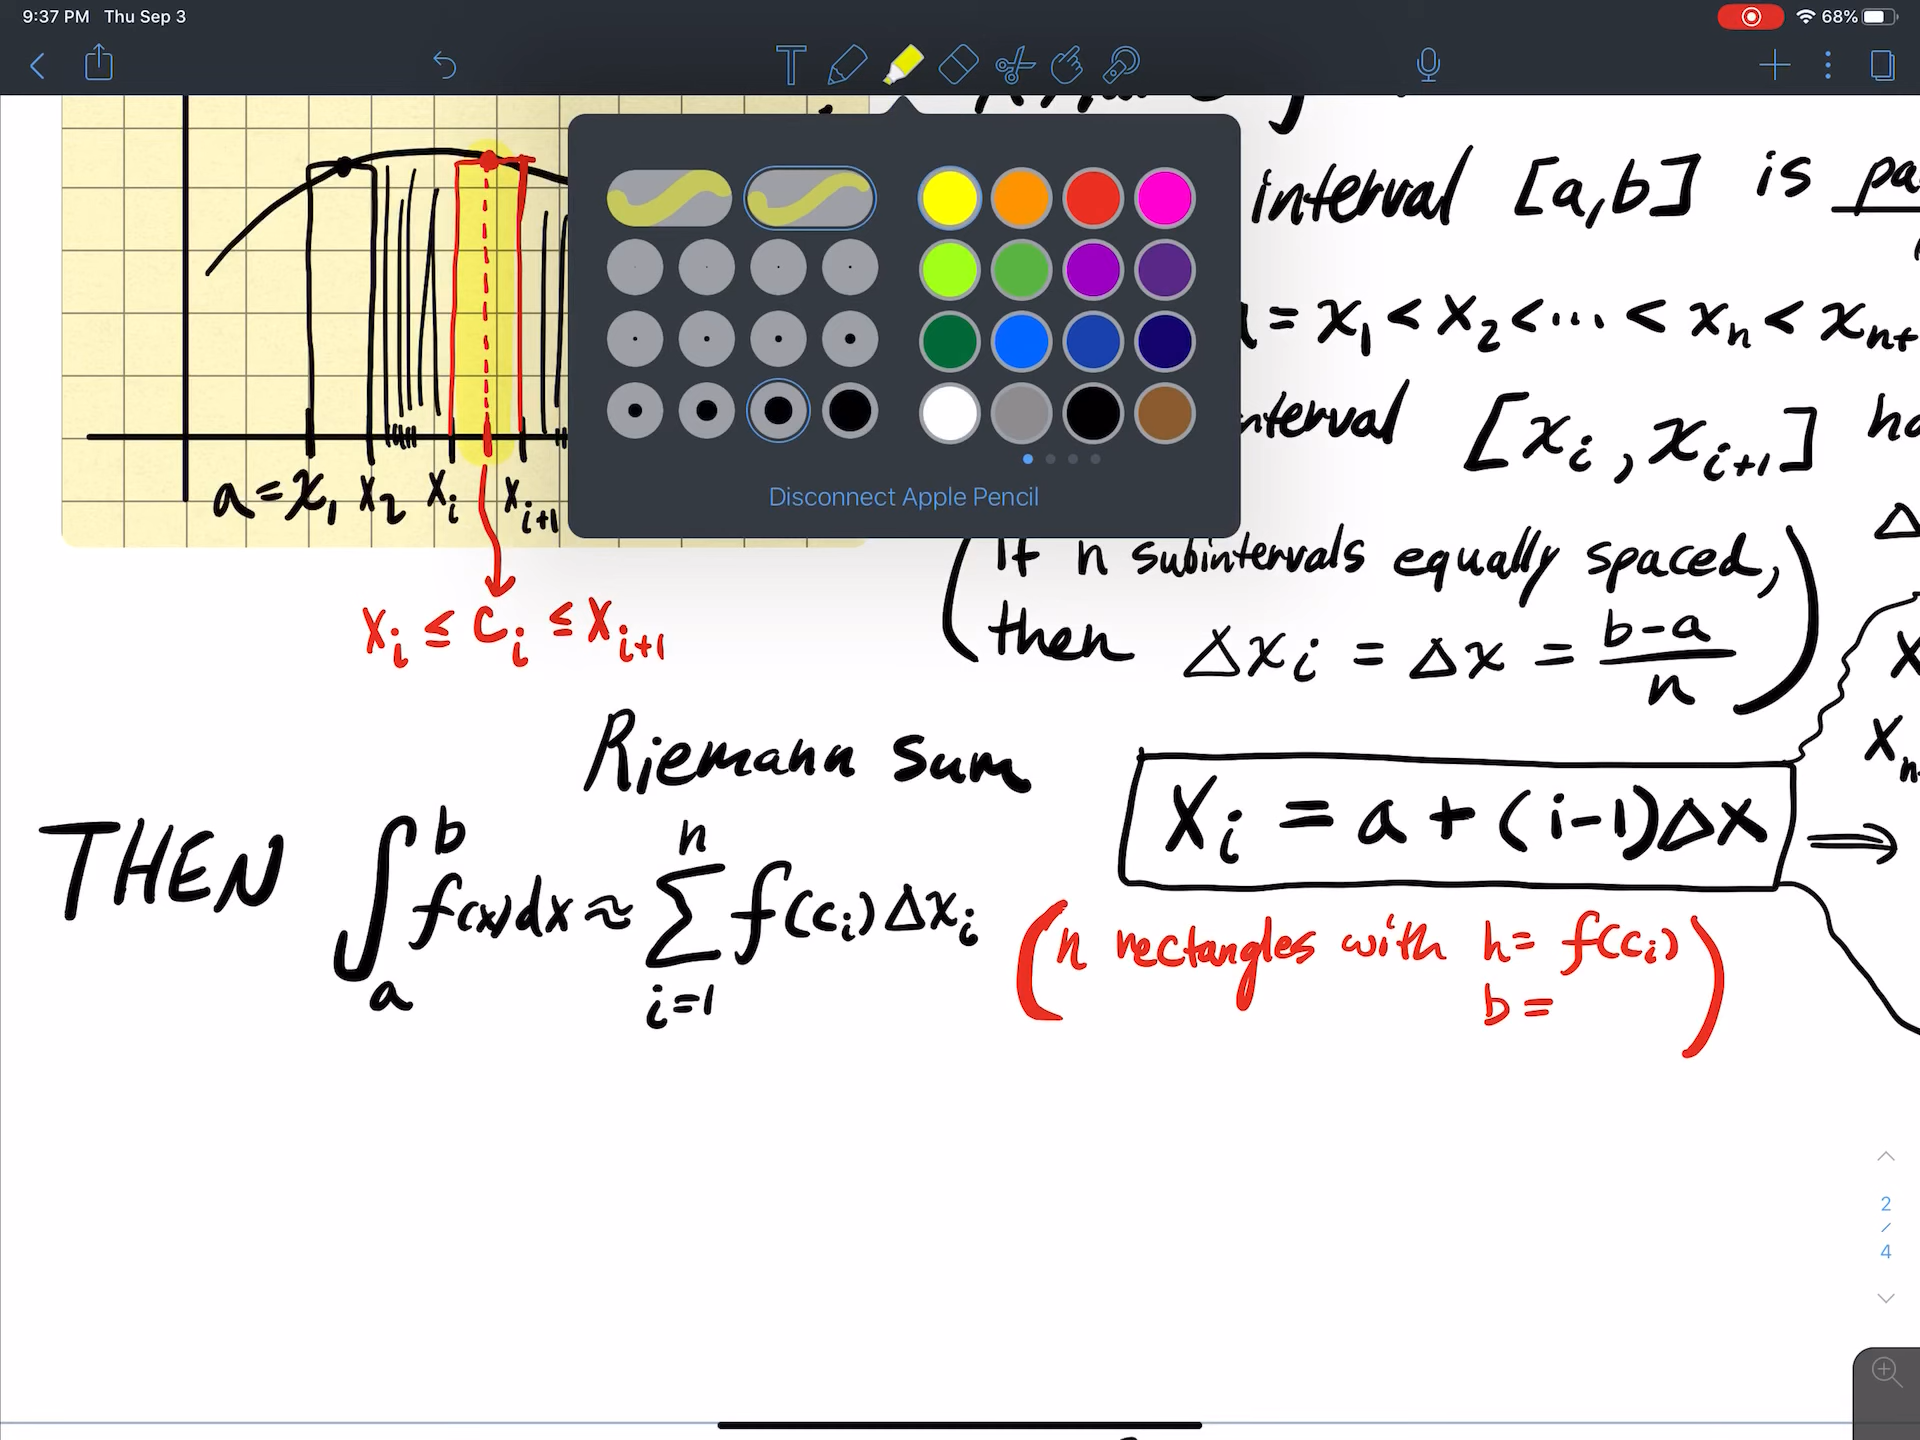 9:37 PM Thu Sep 3
68%
T
interval [a,b] is
= x₁ < x₂ < ... < xₙ < xₙ₊
[xᵢ, xᵢ₊₁]
Disconnect Apple Pencil
a = x₁ x₂ xᵢ xᵢ₊₁
Δ
(If n subintervals equally spaced,
then Δxᵢ = Δx = (b-a)/n)
xᵢ ≤ cᵢ ≤ xᵢ₊₁
Riemann sum
xᵢ = a + (i-1)Δx ⇒
THEN ∫ₐᵇ f(x)dx ≈ ∑ᵢ₌₁ⁿ f(cᵢ)Δxᵢ
(n rectangles with h = f(cᵢ)
b = )
2
/
4